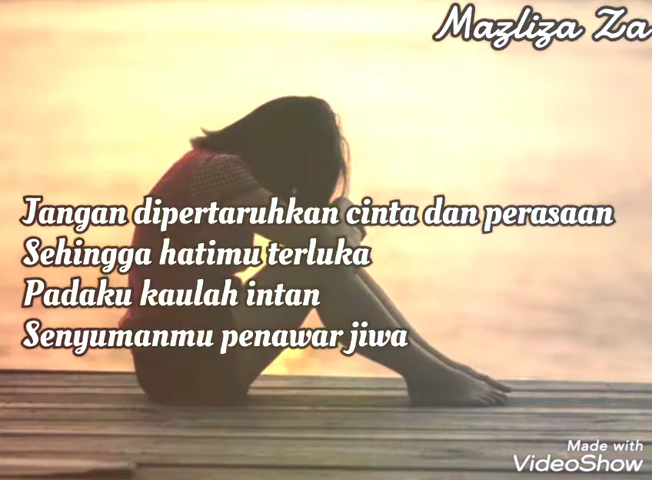 Mazliza Za
Jangan dipertaruhkan cinta dan perasaan
Sehingga hatimu terluka
Padaku kaulah intan
Senyumanmu penawar jiwa
Made with
VideoShow